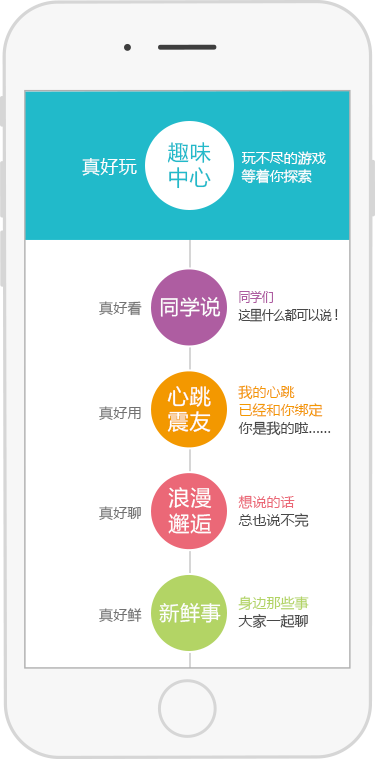 真好玩
趣味
中心
玩不尽的游戏
等着你探索
真好看
同学说
同学们
这里什么都可以说！
真好用
心跳
震友
我的心跳
已经和你绑定
你是我的啦……
真好聊
浪漫
邂逅
想说的话
总也说不完
真好鲜
新鲜事
身边那些事
大家一起聊